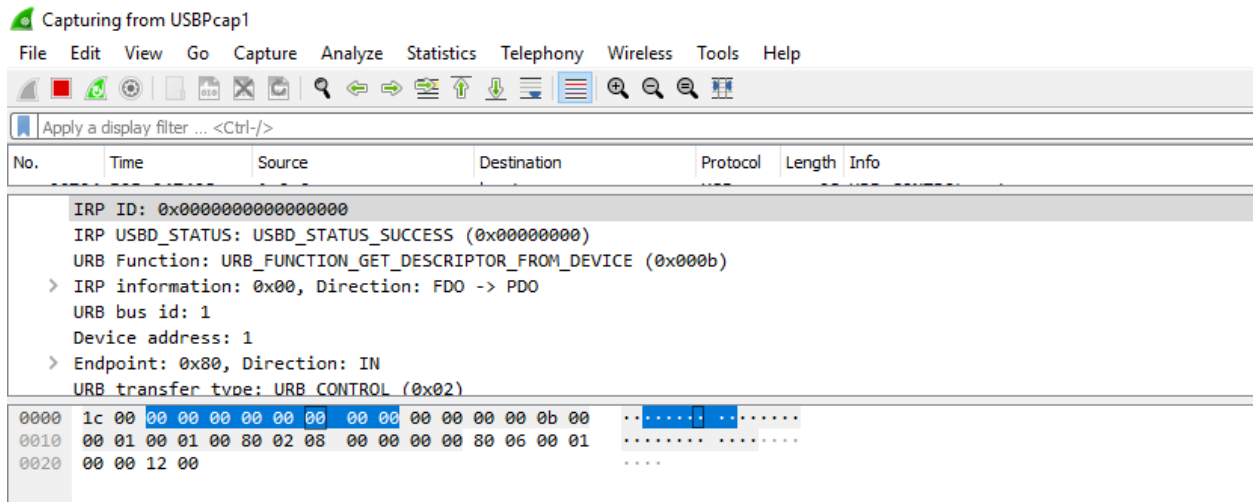 Capturing from USBPcap1
File Edit View Go Capture Analyze Statistics Telephony Wireless Tools Help
Apply a display filter ... <Ctrl-/>
No. Time Source Destination Protocol Length Info
IRP ID: 0x0000000000000000
IRP USBD_STATUS: USBD_STATUS_SUCCESS (0x00000000)
URB Function: URB_FUNCTION_GET_DESCRIPTOR_FROM_DEVICE (0x000b)
> IRP information: 0x00, Direction: FDO -> PDO
URB bus id: 1
Device address: 1
> Endpoint: 0x80, Direction: IN
URB transfer type: URB_CONTROL (0x02)
0000 1c 00 00 00 00 00 00 00 00 00 00 00 00 00 0b 00 ········ ········
0010 00 01 00 01 00 80 02 08 00 00 00 00 80 06 00 01 ········ ········
0020 00 00 12 00 ····